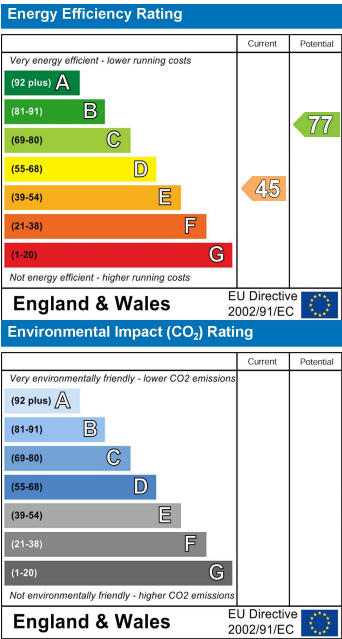 Energy Efficiency Rating
Current Potential
Very energy efficient - lower running costs
(92 plus) A
(81-91) B
(69-80) C
(55-68) D
(39-54) E
(21-38) F
(1-20) G
77
45
Not energy efficient - higher running costs
England & Wales
EU Directive
2002/91/EC
Environmental Impact (CO₂) Rating
Current Potential
Very environmentally friendly - lower CO2 emissions
(92 plus) A
(81-91) B
(69-80) C
(55-68) D
(39-54) E
(21-38) F
(1-20) G
Not environmentally friendly - higher CO2 emissions
England & Wales
EU Directive
2002/91/EC